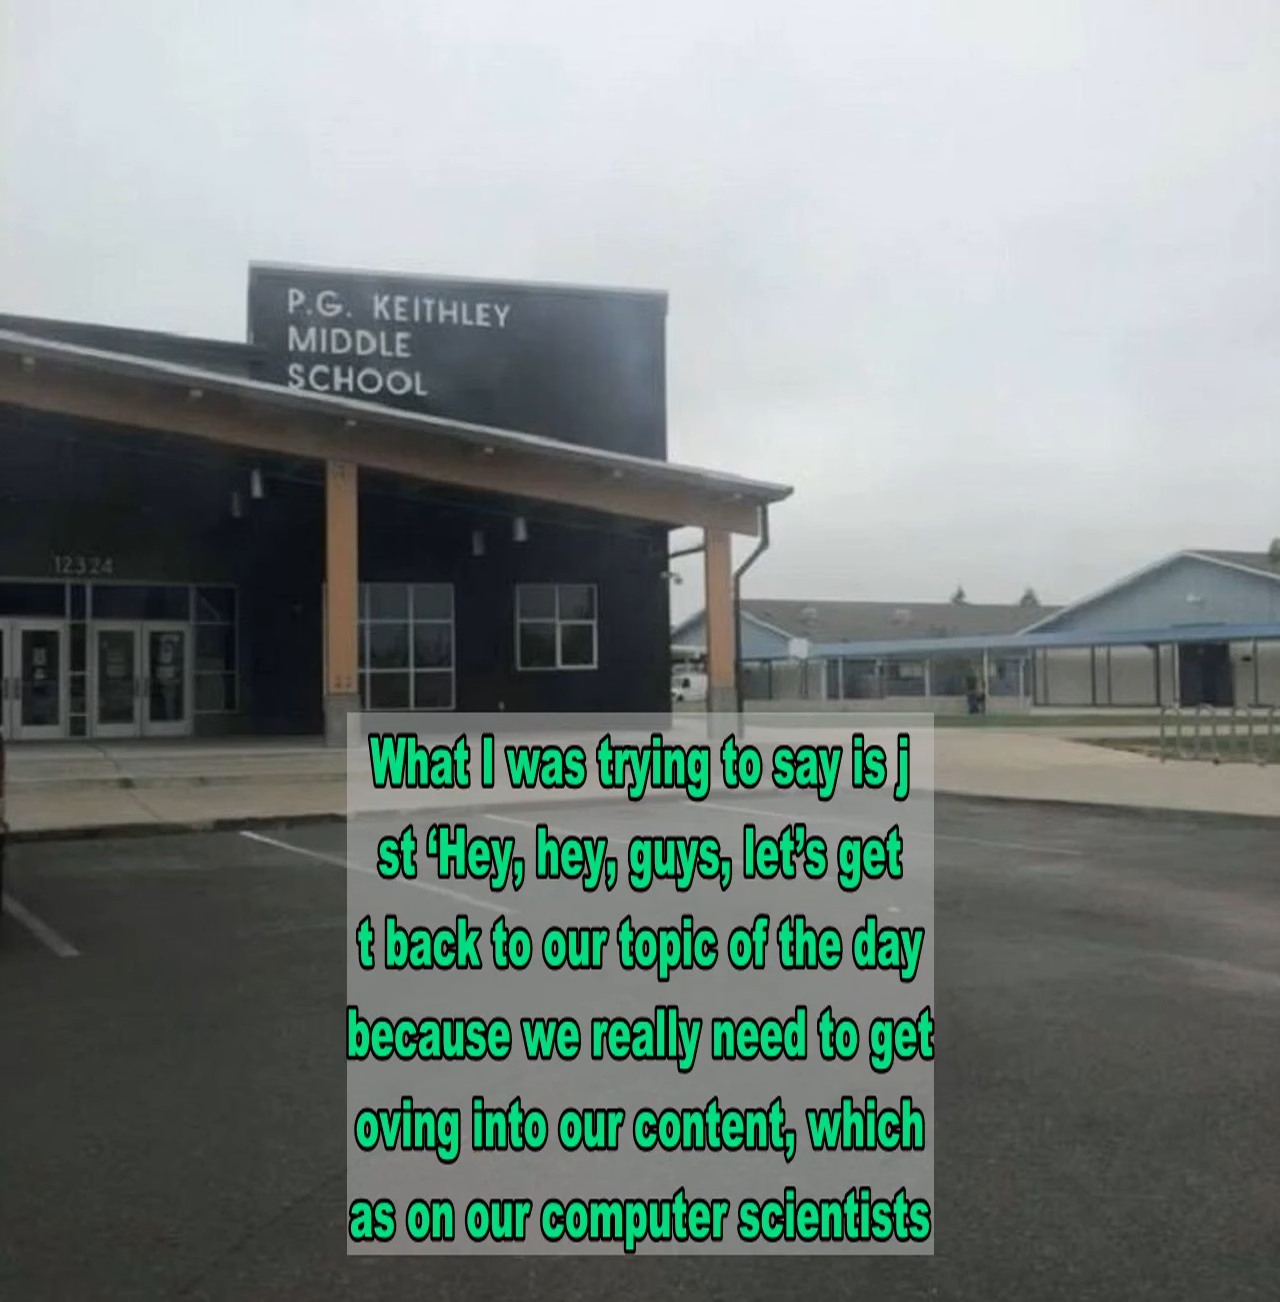 P.G. KEITHLEY
MIDDLE
SCHOOL
12324
What I was trying to say is j
st ‘Hey, hey, guys, let’s get
t back to our topic of the day
because we really need to get
oving into our content, which
as on our computer scientists